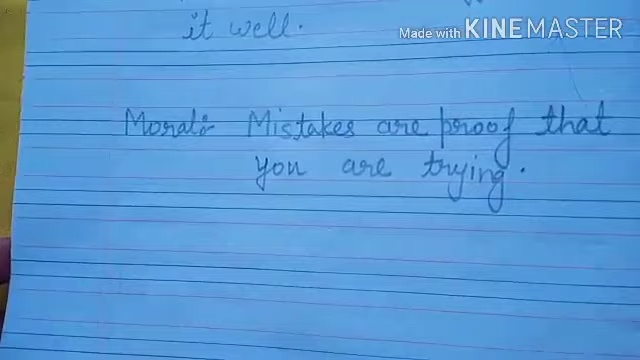 it well.
Made with KINEMASTER
Moral:- Mistakes are proof that
you are trying.